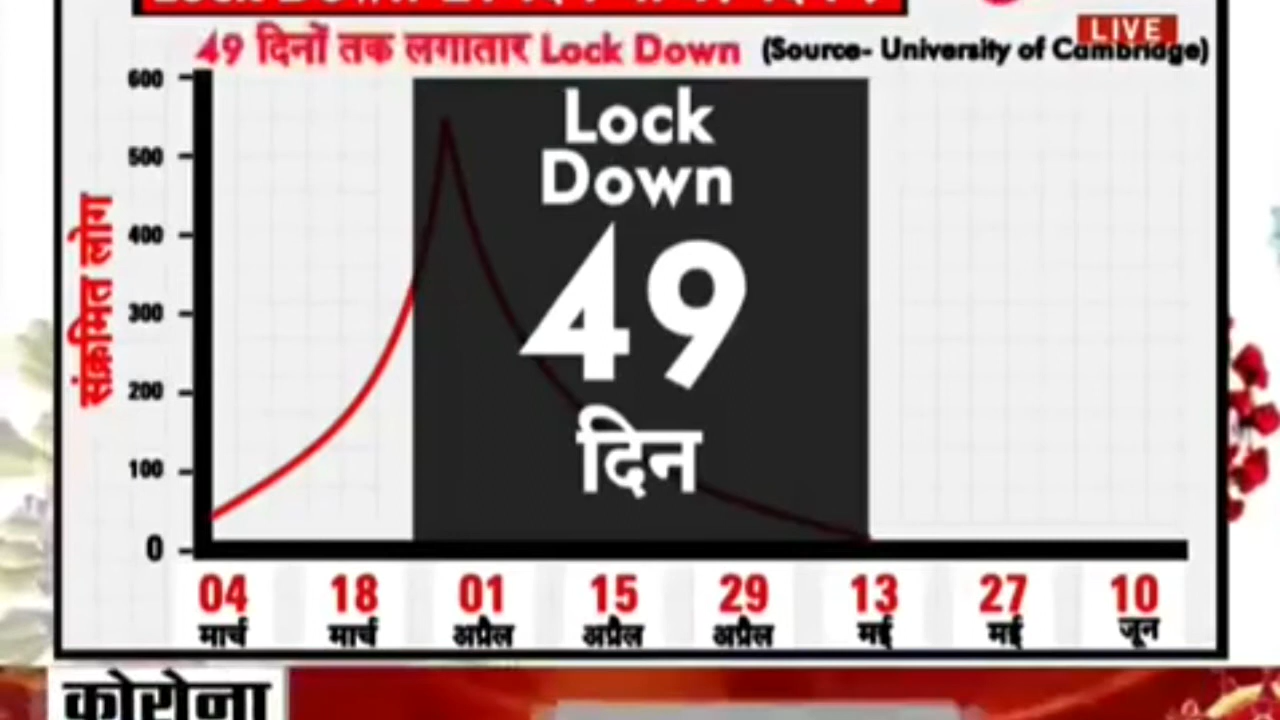 LIVE
49 दिनों तक लगातार Lock Down (Source- University of Cambridge)
600
500
400
300
200
100
0
संक्रमित लोग
Lock
Down
49
दिन
04 18 01 15 29 13 27 10
मार्च मार्च अप्रैल अप्रैल अप्रैल मई मई जून
कोरोना